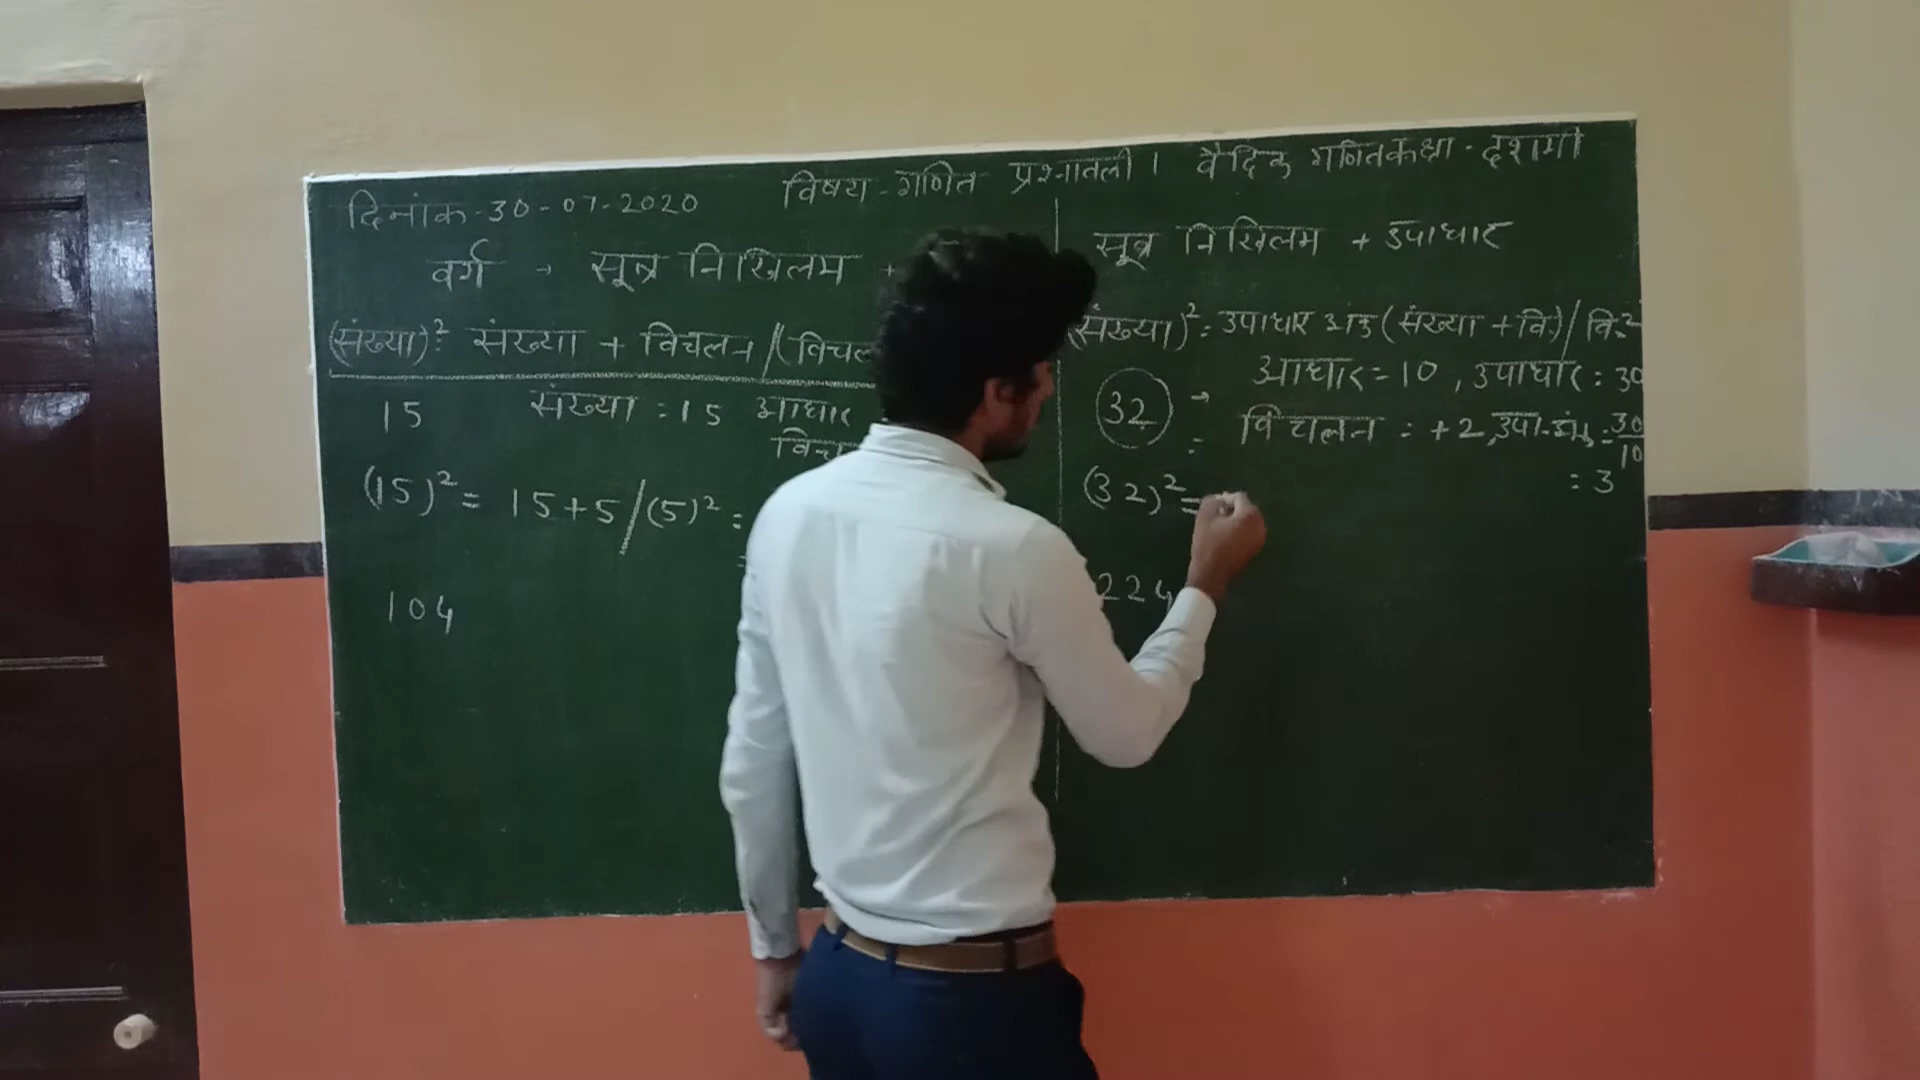 दिनांक-30-07-2020 विषय-गणित प्रश्नावली 1 वैदिक गणित कक्षा-दशमी
वर्ग → सूत्र निखिलम +
(संख्या)² = संख्या + विचलन / (विचल
15 संख्या = 15 आधार
विच
(15)² = 15+5/(5)² =
=
104
सूत्र निखिलम + उपाधार
(संख्या)² = उपाधार अंक (संख्या + वि.) / वि.²
आधार = 10, उपाधार = 30
32 → विचलन = +2, उपा. अंक = 30/10
=
= 3
(32)² =
224